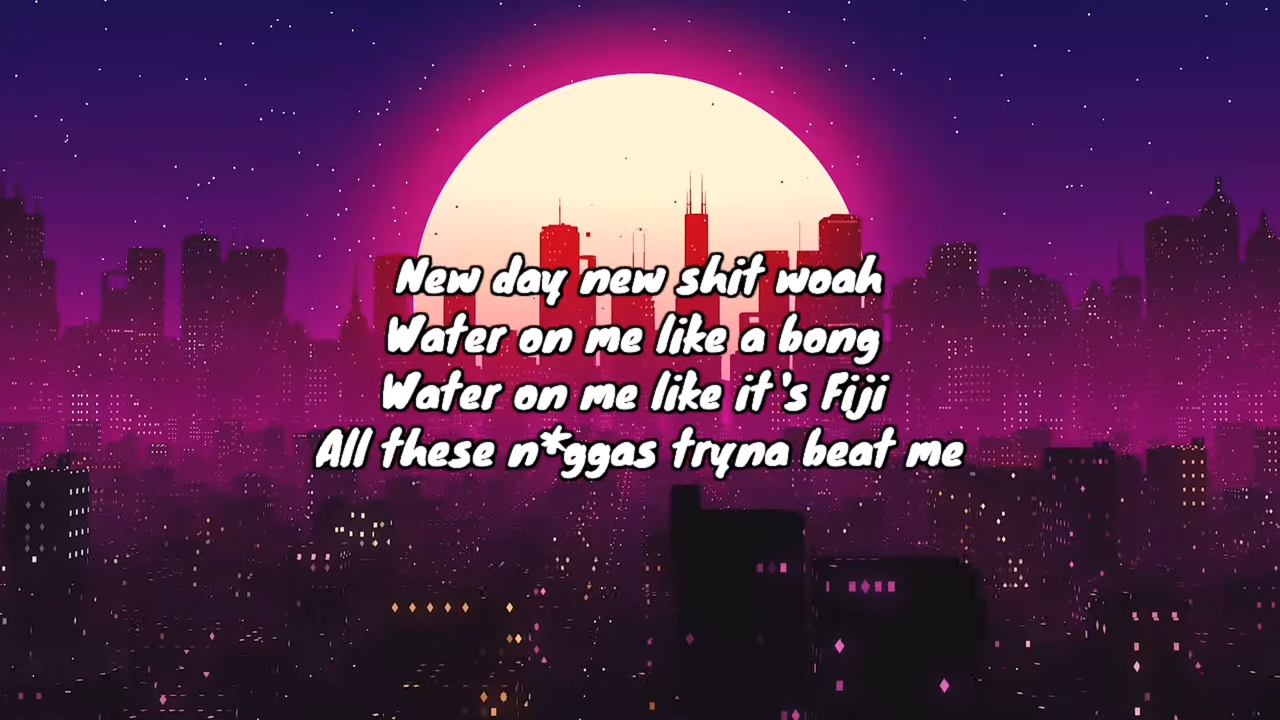 New day new shit woah
Water on me like a bong
Water on me like it's Fiji
All these n*ggas tryna beat me